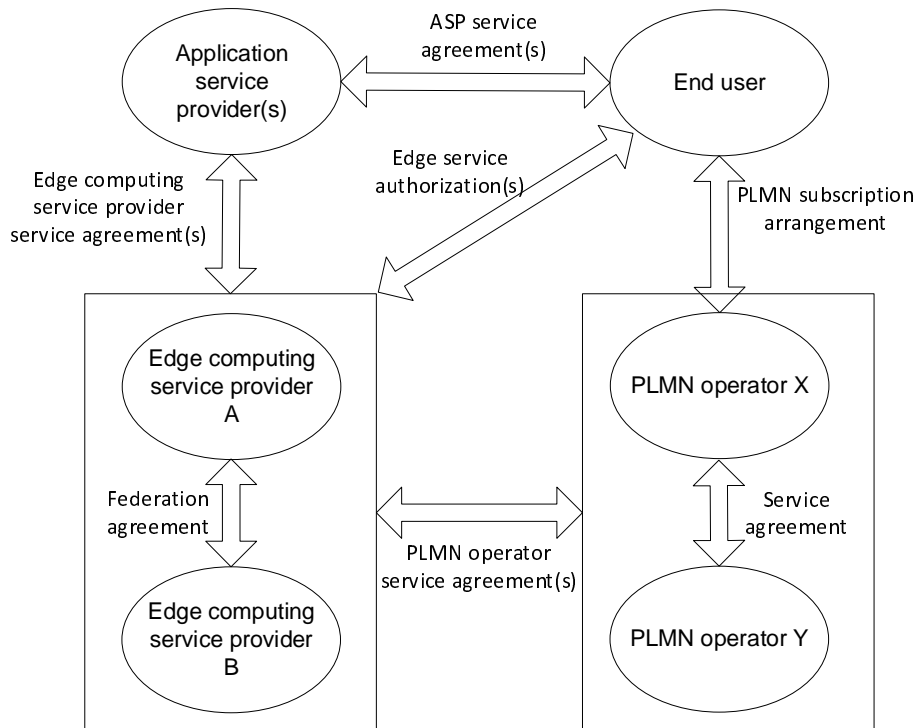 ASP service
agreement(s)
Application
service
provider(s)
End user
Edge service
authorization(s)
Edge computing
service provider
service agreement(s)
PLMN subscription
arrangement
Edge computing
service provider
A
PLMN operator X
Federation
agreement
Service
agreement
PLMN operator
service agreement(s)
Edge computing
service provider
B
PLMN operator Y